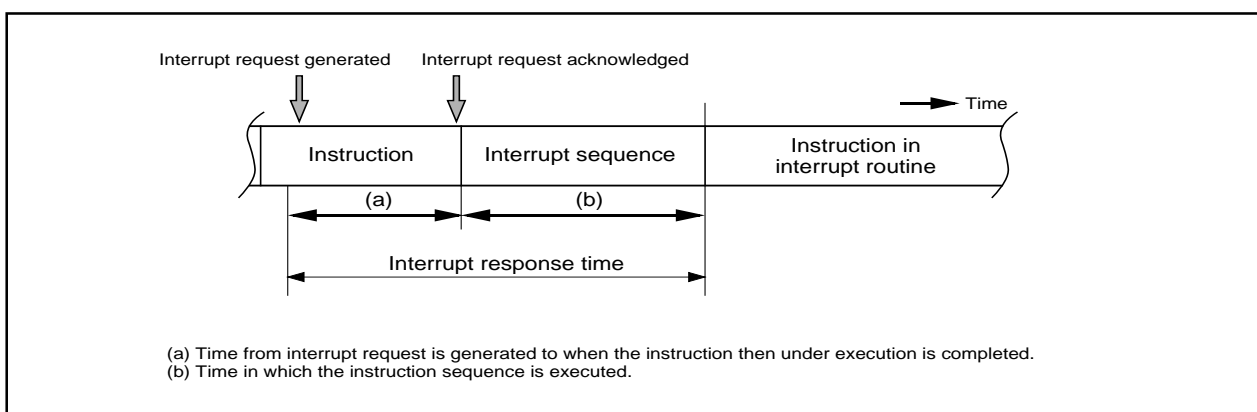 Interrupt request generated
Interrupt request acknowledged
Time
Instruction
Interrupt sequence
Instruction in
interrupt routine
(a)
(b)
Interrupt response time
(a) Time from interrupt request is generated to when the instruction then under execution is completed.
(b) Time in which the instruction sequence is executed.